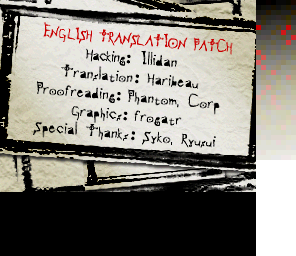 ENGLISH TRANSLATION PATCH
Hacking: Illidan
Translation: Haribeau
Proofreading: Phantom, Corp
Graphics: frogatr
Special Thanks: Syko, Ryusui